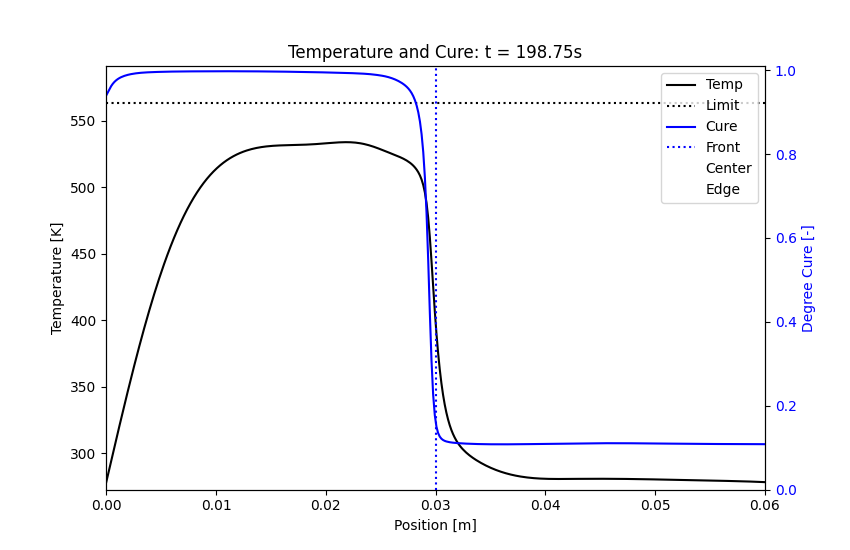 Temperature and Cure: t = 198.75s
Temp
Limit
Cure
Front
Center
Edge
Temperature [K]
550
500
450
400
350
300
1.0
0.8
0.6
0.4
0.2
0.0
Degree Cure [-]
0.00 0.01 0.02 0.03 0.04 0.05 0.06
Position [m]